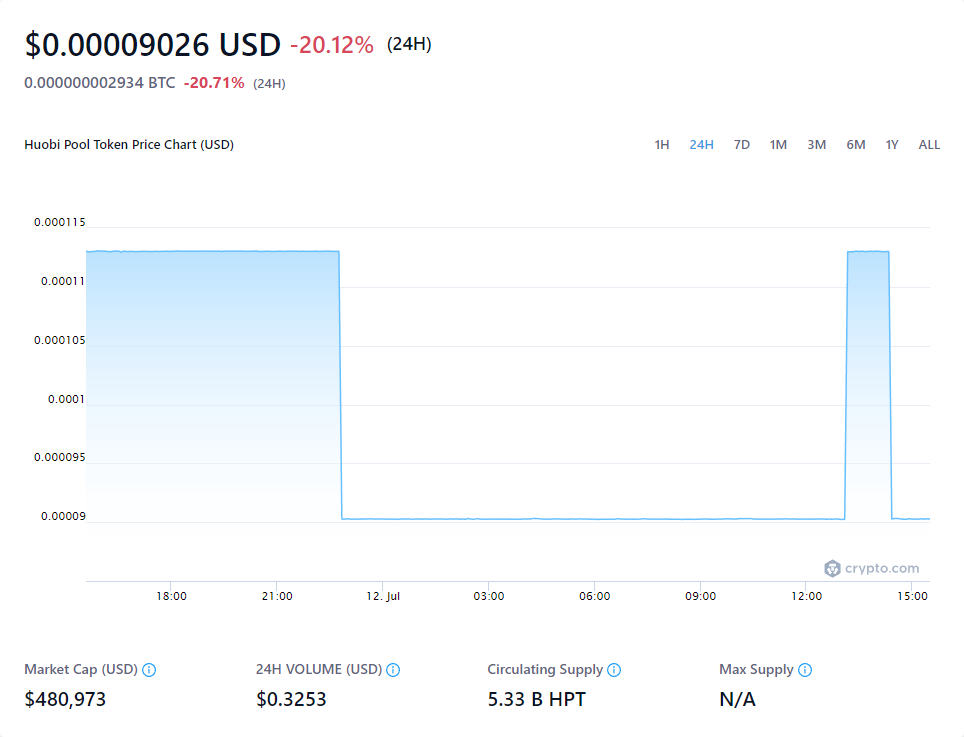 $0.00009026 USD -20.12% (24H)
0.000000002934 BTC -20.71% (24H)
Huobi Pool Token Price Chart (USD)
1H 24H 7D 1M 3M 6M 1Y ALL
0.000115
0.00011
0.000105
0.0001
0.000095
0.00009
crypto.com
18:00 21:00 12. Jul 03:00 06:00 09:00 12:00 15:00
Market Cap (USD) 24H VOLUME (USD) Circulating Supply Max Supply
$480,973 $0.3253 5.33 B HPT N/A